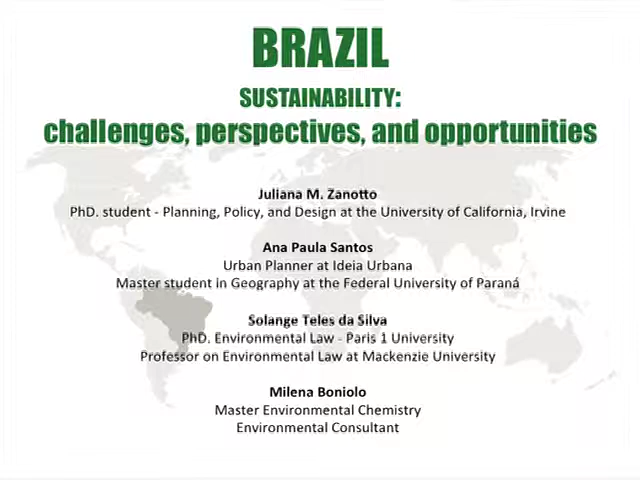 BRAZIL
SUSTAINABILITY:
challenges, perspectives, and opportunities
Juliana M. Zanotto
PhD. student - Planning, Policy, and Design at the University of California, Irvine
Ana Paula Santos
Urban Planner at Ideia Urbana
Master student in Geography at the Federal University of Paraná
Solange Teles da Silva
PhD. Environmental Law - Paris 1 University
Professor on Environmental Law at Mackenzie University
Milena Boniolo
Master Environmental Chemistry
Environmental Consultant